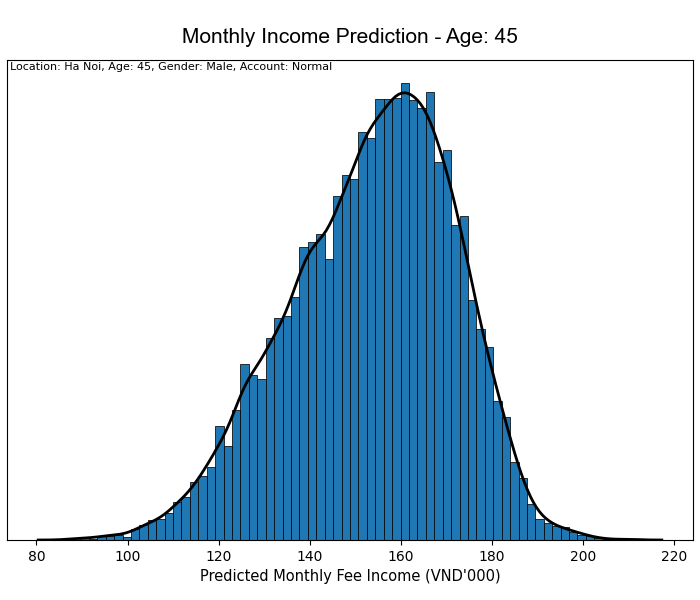 Monthly Income Prediction - Age: 45
Location: Ha Noi, Age: 45, Gender: Male, Account: Normal
80 100 120 140 160 180 200 220
Predicted Monthly Fee Income (VND'000)